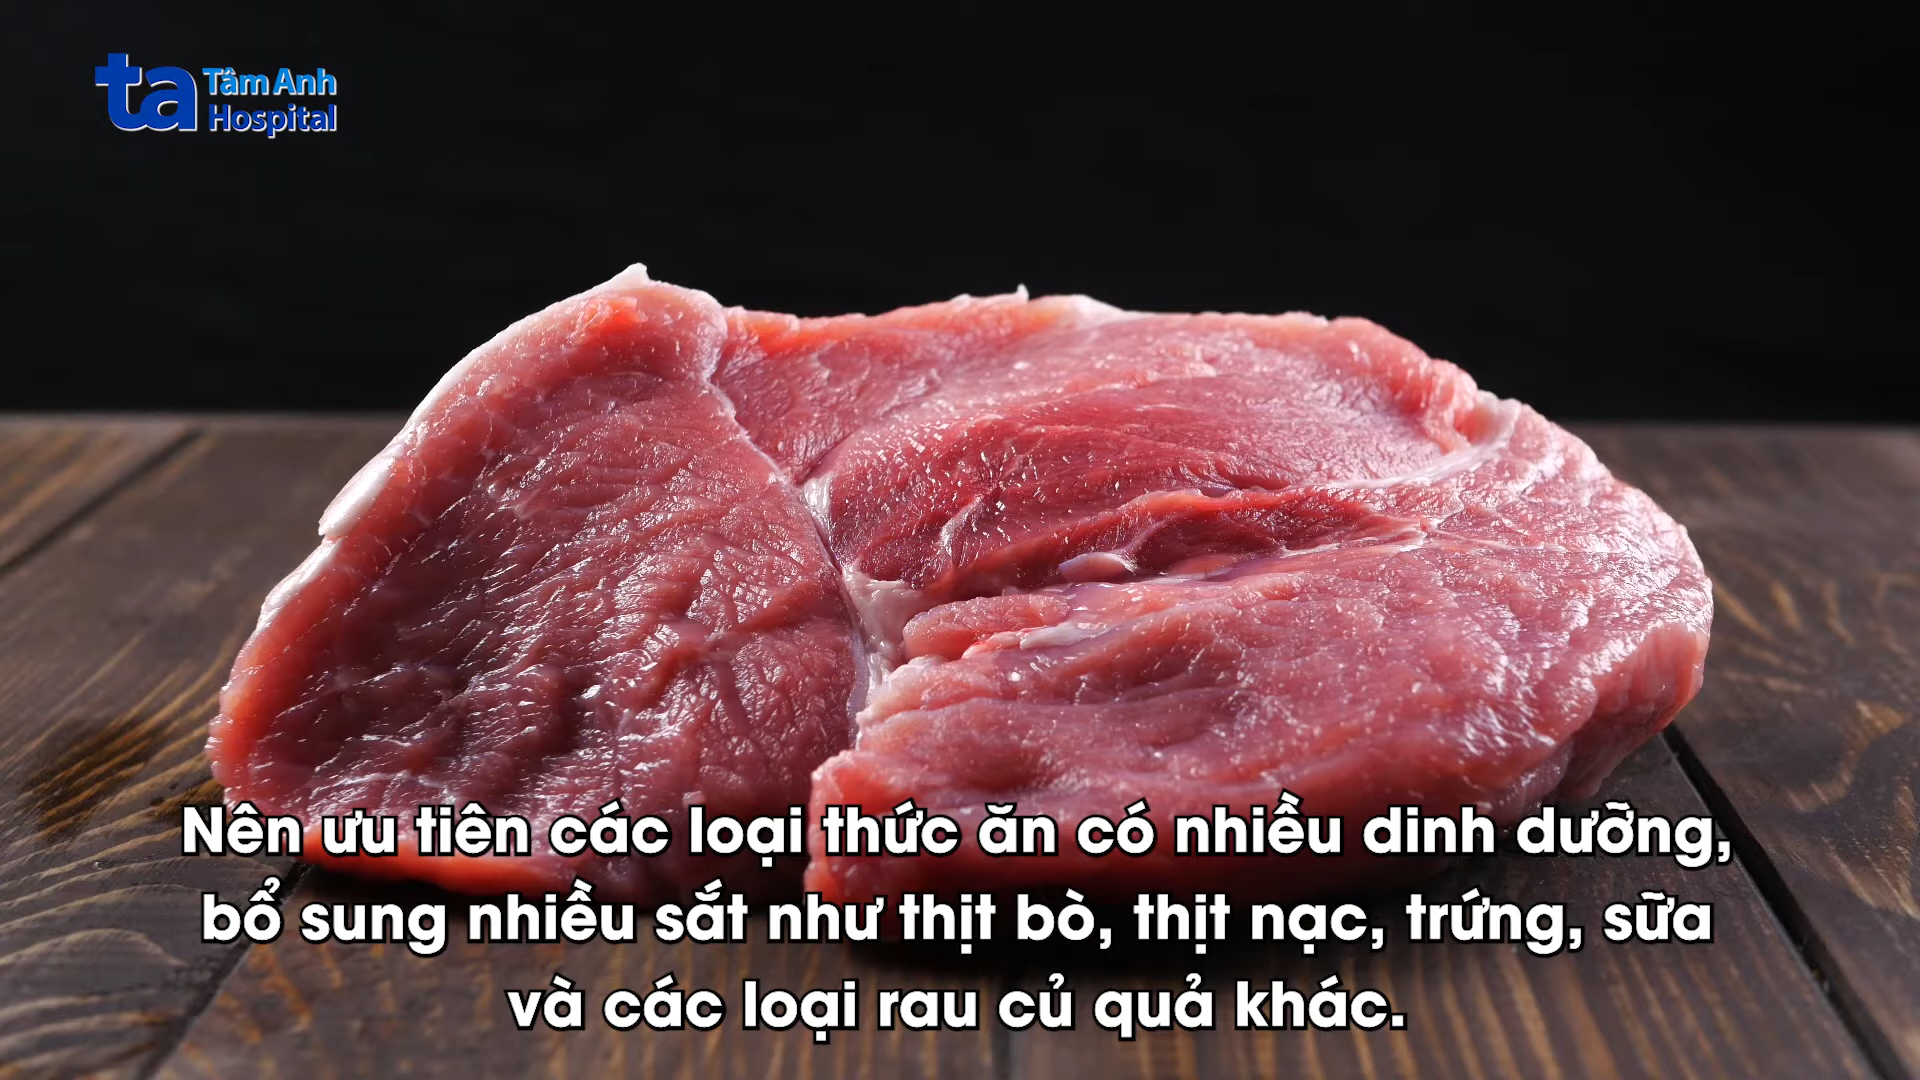 ta Tâm Anh
Hospital
Nên ưu tiên các loại thức ăn có nhiều dinh dưỡng,
bổ sung nhiều sắt như thịt bò, thịt nạc, trứng, sữa
và các loại rau củ quả khác.